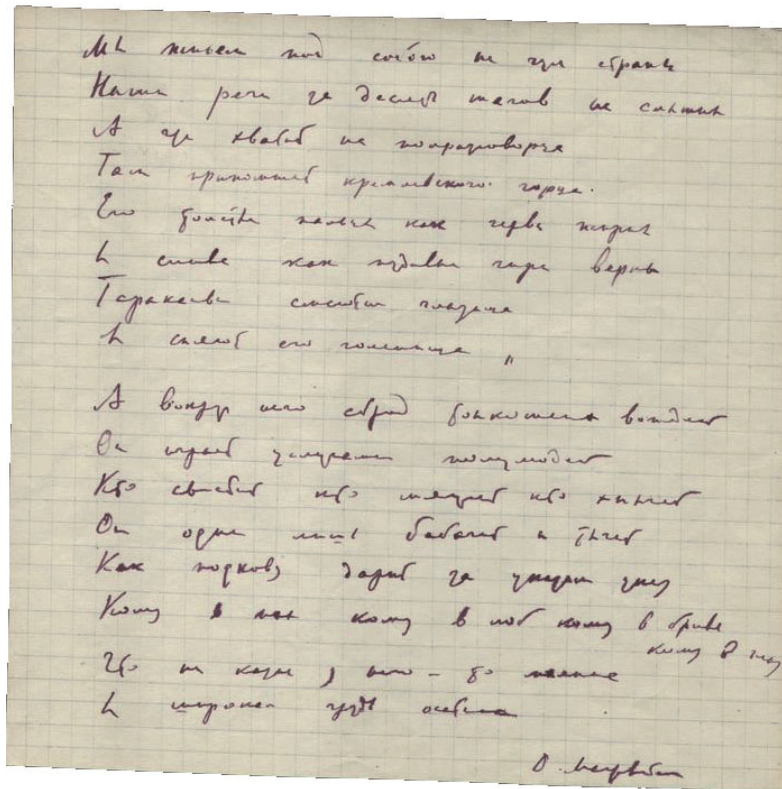 Мы живем под собою не чуя страны
Наши речи за десять шагов не слышны
А где хватит на полразговорца
Там припомнят кремлевского горца.
Его толстые пальцы как черви жирны
И слова как пудовые гири верны
Тараканьи смеются глазища
И сияют его голенища
А вокруг него сброд тонкошеих вождей
Он играет услугами полулюдей
Кто свистит кто мяучит кто хнычет
Он один лишь бабачит и тычет
Как подкову дарит за указом указ
Кому в пах кому в лоб кому в бровь
кому в глаз
Что ни казнь у него – то малина
И широкая грудь осетина
О. Мандельштам